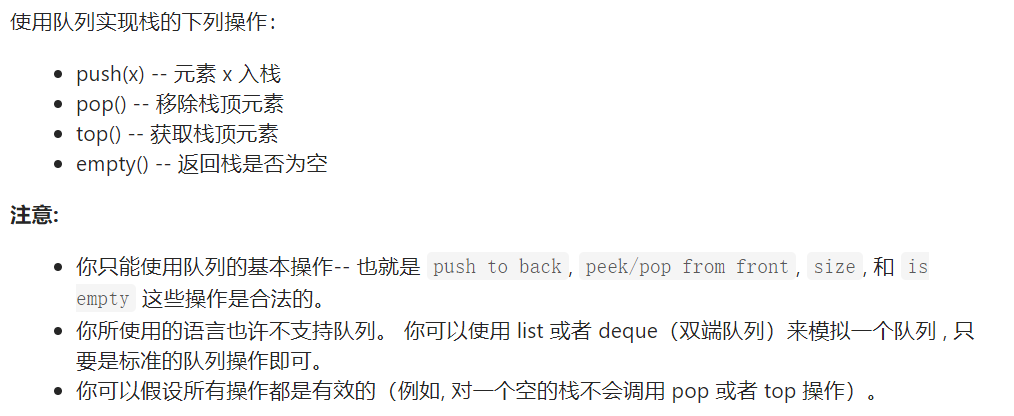 使用队列实现栈的下列操作：
• push(x) -- 元素 x 入栈
• pop() -- 移除栈顶元素
• top() -- 获取栈顶元素
• empty() -- 返回栈是否为空
注意:
• 你只能使用队列的基本操作-- 也就是 push to back, peek/pop from front, size, 和 is
empty 这些操作是合法的。
• 你所使用的语言也许不支持队列。 你可以使用 list 或者 deque（双端队列）来模拟一个队列 , 只
要是标准的队列操作即可。
• 你可以假设所有操作都是有效的（例如, 对一个空的栈不会调用 pop 或者 top 操作）。